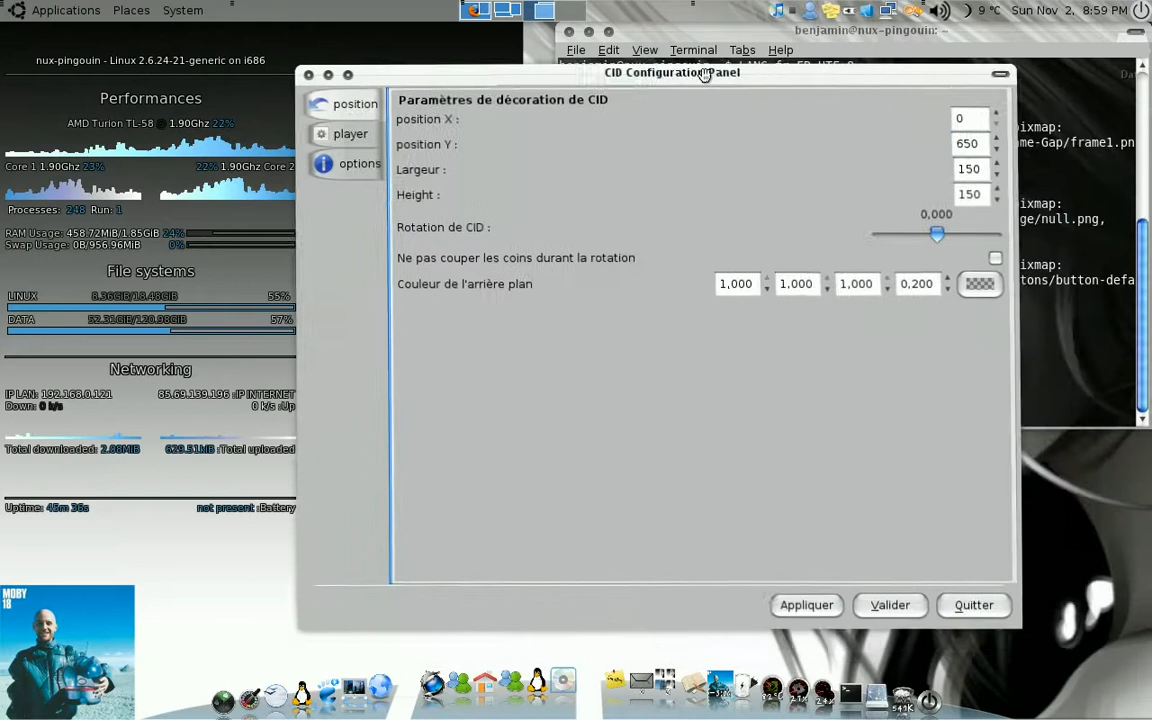 Applications Places System
9 °C Sun Nov 2, 8:59 PM
benjamin@nux-pingouin: ~
File Edit View Terminal Tabs Help
nux-pingouin - Linux 2.6.24-21-generic on i686
Performances
AMD Turion TL-58 @ 1.90Ghz 22%
Core 1 1.90Ghz 23% 22% 1.90Ghz Core 2
Processes: 248 Run: 1
RAM Usage: 458.72MiB/1.85GiB 24%
Swap Usage: 0B/956.96MiB 0%
File systems
LINUX 8.36GiB/18.48GiB 55%
DATA 52.31GiB/120.98GiB 57%
Networking
IP LAN: 192.168.0.121 85.69.139.196 :IP INTERNET
Down: 0 k/s 0 k/s :Up
Total downloaded: 2.88MiB 629.51kiB :Total uploaded
Uptime: 45m 36s not present :Battery
CID Configuration Panel
position
player
options
Paramètres de décoration de CID
position X : 0
position Y : 650
Largeur : 150
Height : 150
0,000
Rotation de CID :
Ne pas couper les coins durant la rotation
Couleur de l'arrière plan 1,000 1,000 1,000 0,200
Appliquer Valider Quitter
ixmap:
me-Gap/frame1.pn
ixmap:
ge/null.png,
ixmap:
tons/button-defa
MOBY
18